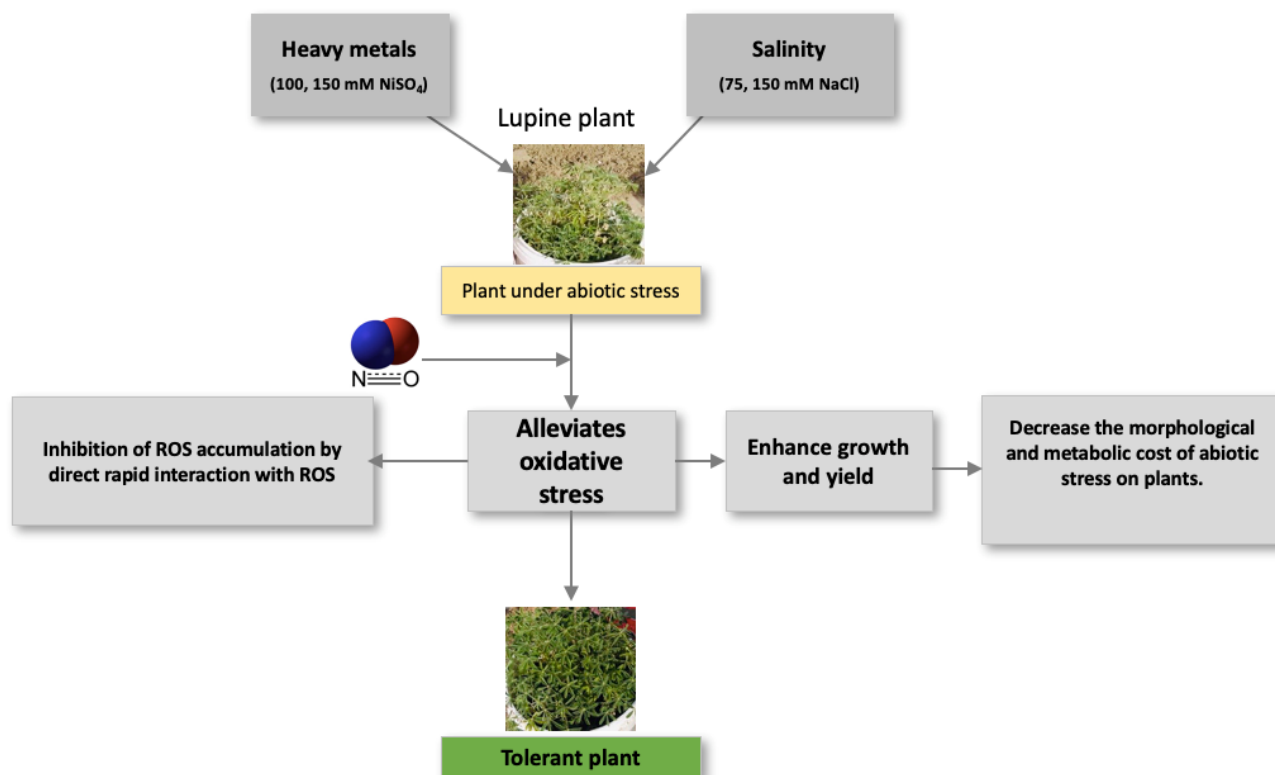 Heavy metals
(100, 150 mM NiSO₄)
Salinity
(75, 150 mM NaCl)
Lupine plant
Plant under abiotic stress
N=O
Inhibition of ROS accumulation by
direct rapid interaction with ROS
Alleviates
oxidative
stress
Enhance growth
and yield
Decrease the morphological
and metabolic cost of abiotic
stress on plants.
Tolerant plant